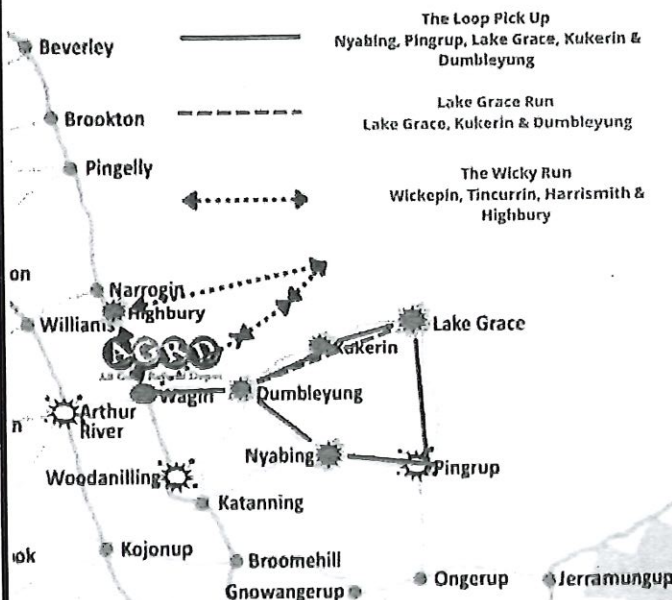 The Loop Pick Up
Nyabing, Pingrup, Lake Grace, Kukerin &
Dumbleyung
Lake Grace Run
Lake Grace, Kukerin & Dumbleyung
The Wicky Run
Wickepin, Tincurrin, Harrismith &
Highbury
Beverley
Brookton
Pingelly
on
Narrogin
Highbury
Williams
Lake Grace
Kukerin
AGRD
Wagin
Dumbleyung
Arthur
River
n
Nyabing
Pingrup
Woodanilling
Katanning
ok
Kojonup
Broomehill
Gnowangerup
Ongerup
Jerramungup